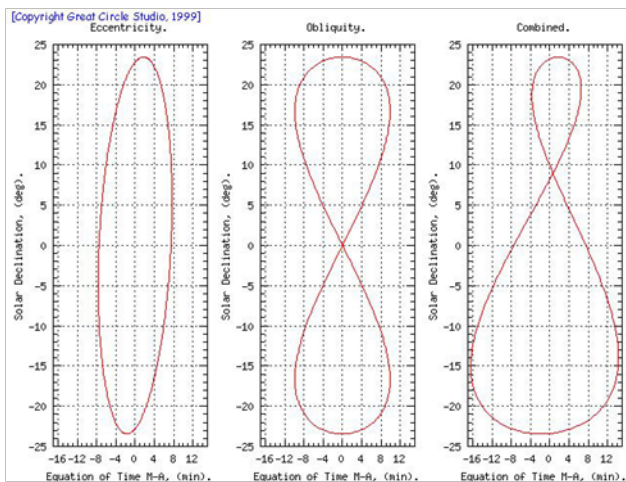 [Copyright Great Circle Studio, 1999]
Eccentricity.
25
20
15
10
5
0
-5
-10
-15
-20
-25
Solar Declination, (deg).
-16 -12 -8 -4 0 4 8 12
Equation of Time M-A, (min).
Obliquity.
25
20
15
10
5
0
-5
-10
-15
-20
-25
Solar Declination, (deg).
-16 -12 -8 -4 0 4 8 12
Equation of Time M-A, (min).
Combined.
25
20
15
10
5
0
-5
-10
-15
-20
-25
Solar Declination, (deg).
-16 -12 -8 -4 0 4 8 12
Equation of Time M-A, (min).